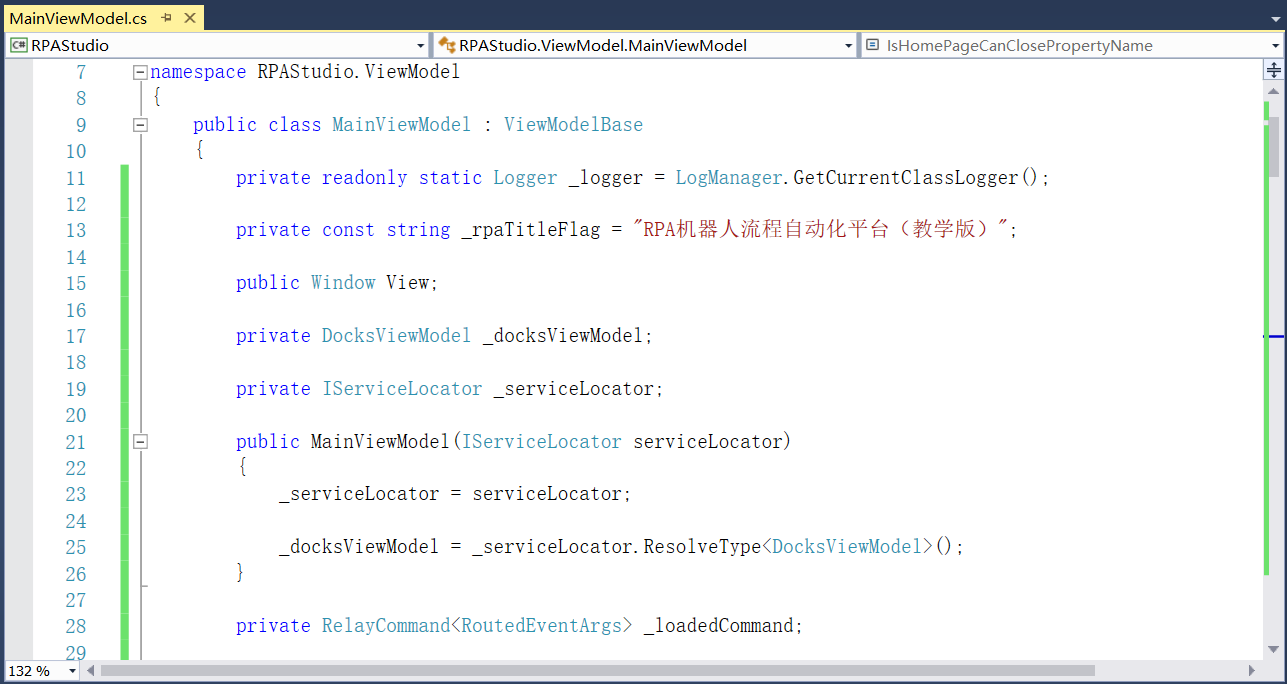 MainViewModel.cs
C# RPAStudio RPAStudio.ViewModel.MainViewModel IsHomePageCanClosePropertyName
7 namespace RPAStudio.ViewModel
8 {
9 public class MainViewModel : ViewModelBase
10 {
11 private readonly static Logger _logger = LogManager.GetCurrentClassLogger();
12
13 private const string _rpaTitleFlag = "RPA机器人流程自动化平台（教学版）";
14
15 public Window View;
16
17 private DocksViewModel _docksViewModel;
18
19 private IServiceLocator _serviceLocator;
20
21 public MainViewModel(IServiceLocator serviceLocator)
22 {
23 _serviceLocator = serviceLocator;
24
25 _docksViewModel = _serviceLocator.ResolveType<DocksViewModel>();
26 }
27
28 private RelayCommand<RoutedEventArgs> _loadedCommand;
29
132 %